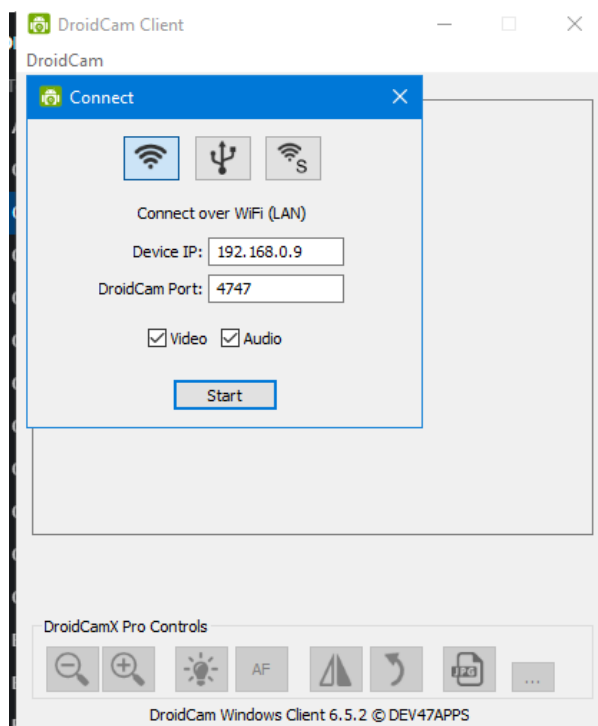 DroidCam Client
DroidCam
Connect
S
Connect over WiFi (LAN)
Device IP: 192.168.0.9
DroidCam Port: 4747
Video Audio
Start
DroidCamX Pro Controls
AF
JPG
...
DroidCam Windows Client 6.5.2 © DEV47APPS